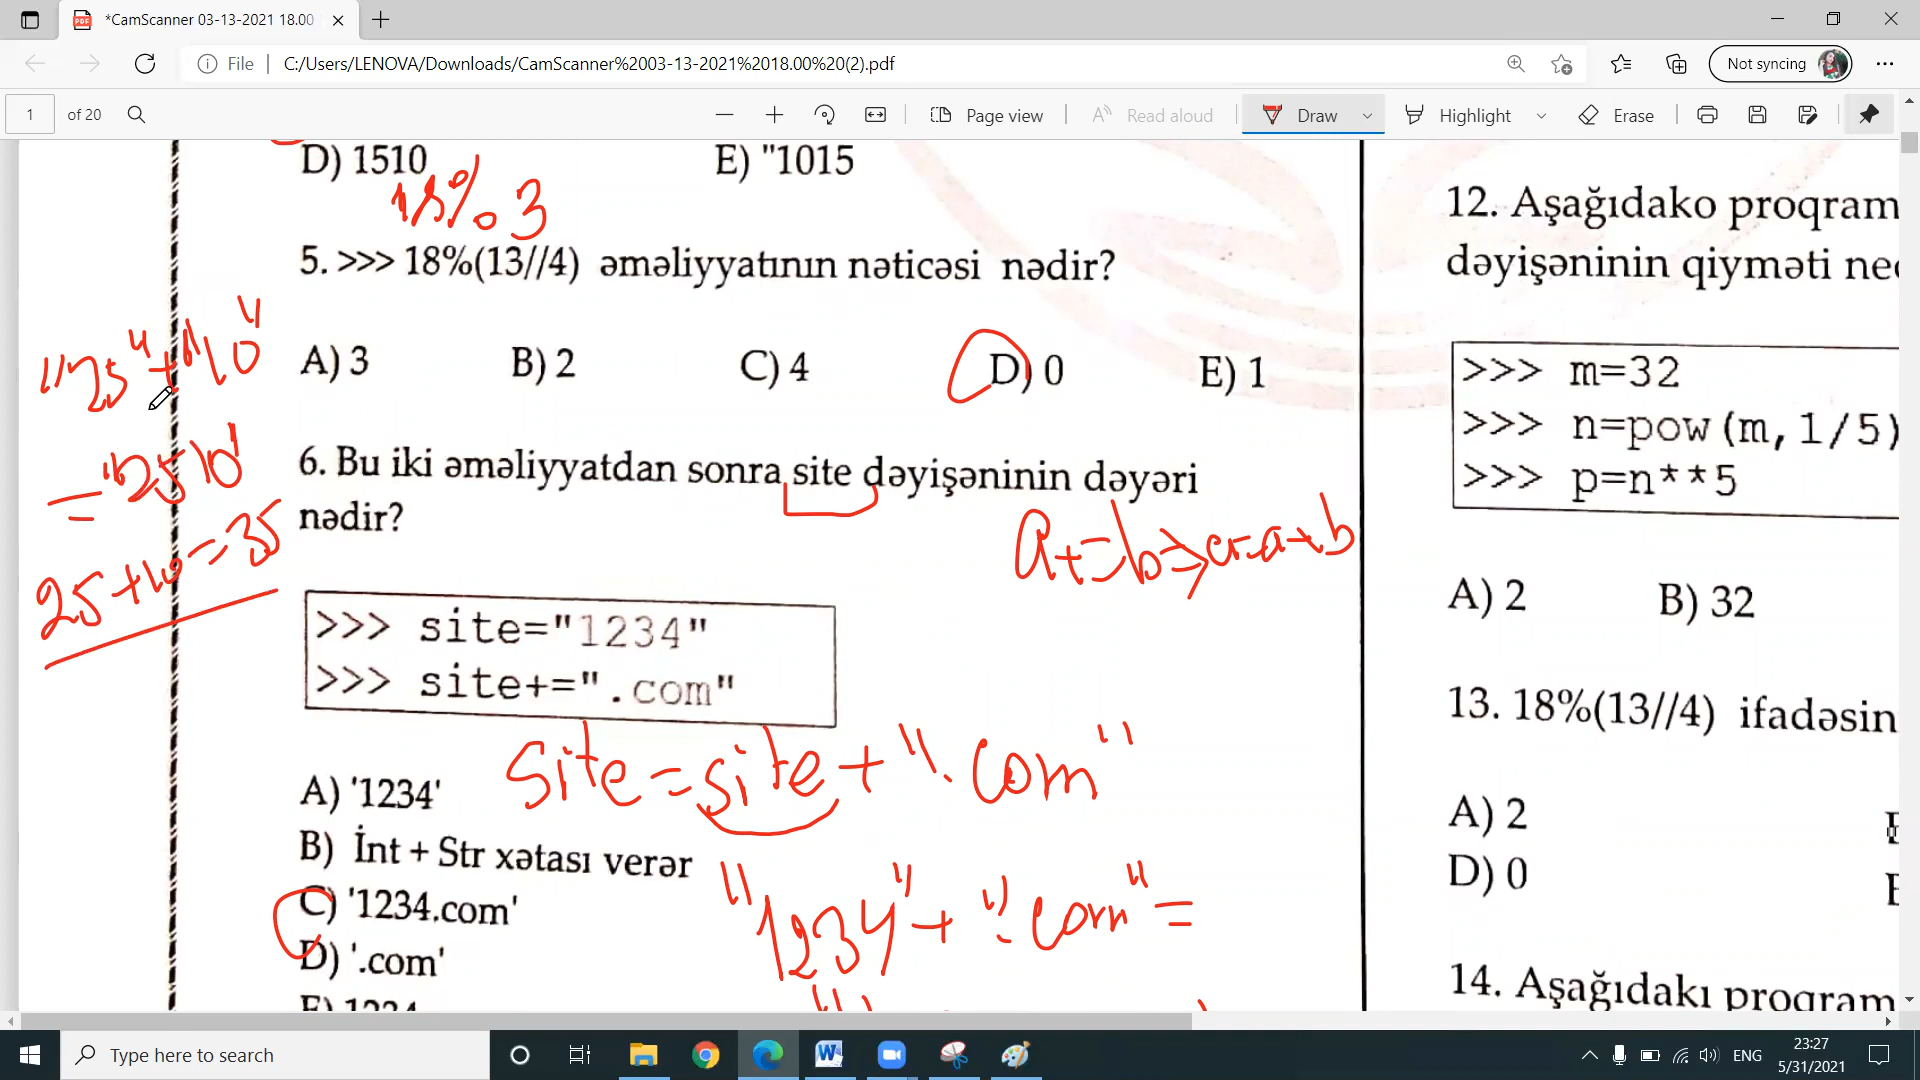 *CamScanner 03-13-2021 18.00
File
C:/Users/LENOVA/Downloads/CamScanner%2003-13-2021%2018.00%20(2).pdf
Not syncing
1 of 20
Page view
Read aloud
Draw
Highlight
Erase
D) 1510 E) "1015
18%3
5. >>> 18%(13//4) əməliyyatının nəticəsi nədir?
A) 3 B) 2 C) 4 D) 0 E) 1
"25"+"10"
="2510"
25+10=35
6. Bu iki əməliyyatdan sonra site dəyişəninin dəyəri
nədir?
a+=b=>a=a+b
>>> site="1234"
>>> site+=".com"
site=site+".com"
A) '1234'
B) İnt + Str xətası verər
C) '1234.com'
"1234"+".com"=
D) '.com'
E) 1234
12. Aşağıdakо proqram
dəyişəninin qiyməti
>>> m=32
>>> n=pow(m,1/5)
>>> p=n**5
A) 2 B) 32
13. 18%(13//4) ifadəsin
A) 2
D) 0
14. Aşağıdakı proqram
Type here to search
ENG
23:27
5/31/2021